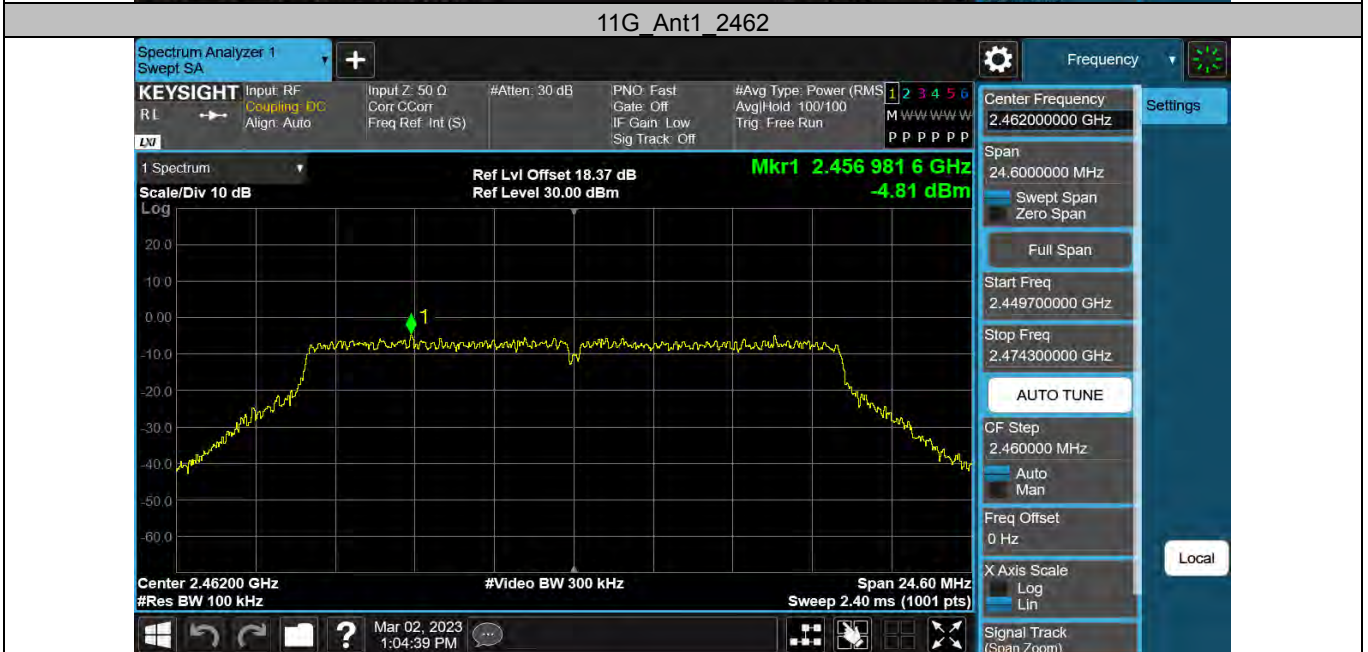 11G_Ant1_2462
Spectrum Analyzer 1
Swept SA
+
Frequency
KEYSIGHT
RL
LXI
Input: RF
Coupling: DC
Align: Auto
Input Z: 50 Ω
Corr CCorr
Freq Ref: Int (S)
#Atten: 30 dB
PNO: Fast
Gate: Off
IF Gain: Low
Sig Track: Off
#Avg Type: Power (RMS
Avg|Hold: 100/100
Trig: Free Run
1 2 3 4 5 6
M W W W W W
P P P P P P
Center Frequency
2.462000000 GHz
Settings
Span
24.6000000 MHz
Swept Span
Zero Span
Full Span
Start Freq
2.449700000 GHz
Stop Freq
2.474300000 GHz
AUTO TUNE
CF Step
2.460000 MHz
Auto
Man
Freq Offset
0 Hz
X Axis Scale
Log
Lin
Signal Track
(Span Zoom)
Local
1 Spectrum
Scale/Div 10 dB
Ref Lvl Offset 18.37 dB
Ref Level 30.00 dBm
Mkr1 2.456 981 6 GHz
-4.81 dBm
Log
20.0
10.0
0.00
-10.0
-20.0
-30.0
-40.0
-50.0
-60.0
1
Center 2.46200 GHz
#Video BW 300 kHz
Span 24.60 MHz
#Res BW 100 kHz
Sweep 2.40 ms (1001 pts)
?
Mar 02, 2023
1:04:39 PM